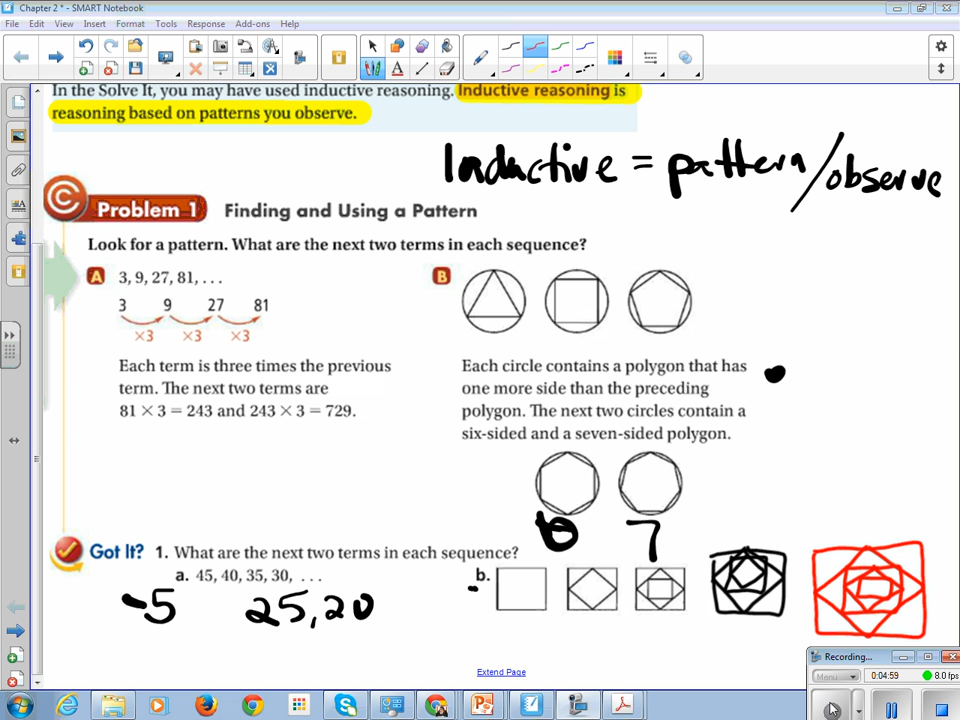 Chapter 2 * - SMART Notebook
File Edit View Insert Format Tools Response Add-ons Help
In the Solve It, you may have used inductive reasoning. Inductive reasoning is
reasoning based on patterns you observe.
Inductive = pattern/observe
C Problem 1 Finding and Using a Pattern
Look for a pattern. What are the next two terms in each sequence?
A 3, 9, 27, 81, . . .
3 9 27 81
×3 ×3 ×3
Each term is three times the previous
term. The next two terms are
81 × 3 = 243 and 243 × 3 = 729.
B
Each circle contains a polygon that has
one more side than the preceding
polygon. The next two circles contain a
six-sided and a seven-sided polygon.
6 7
Got It? 1. What are the next two terms in each sequence?
a. 45, 40, 35, 30, . . .
-5 25, 20
b.
Extend Page
Recording...
Menu 0:04:59 8.0 fps